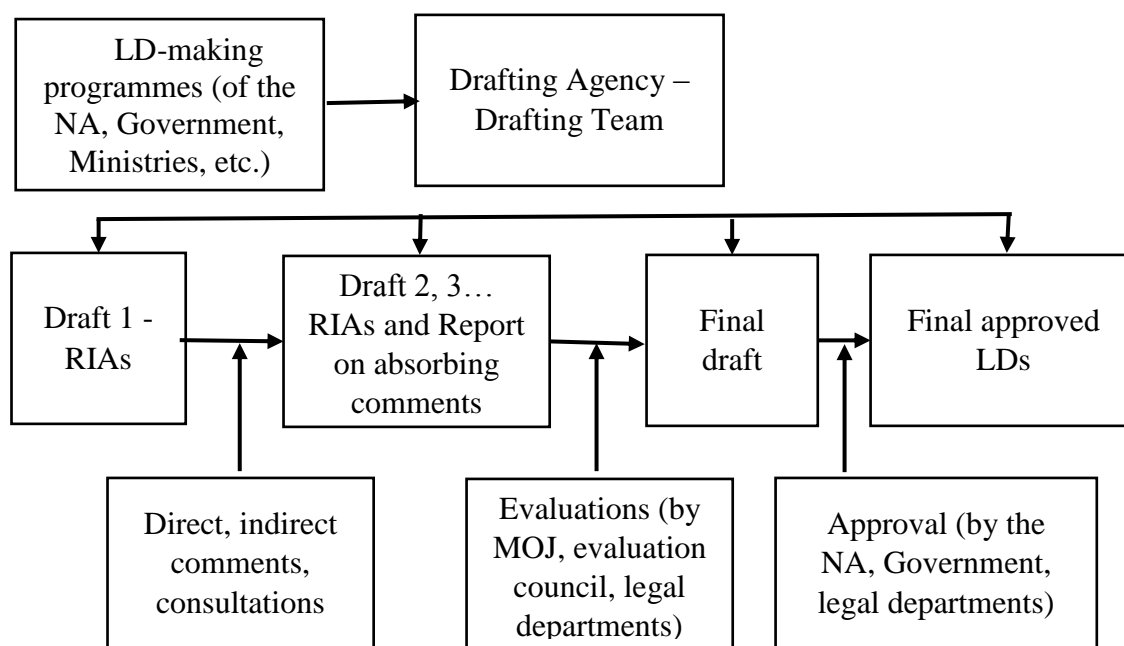 LD-making
programmes (of the
NA, Government,
Ministries, etc.)
Drafting Agency –
Drafting Team
Draft 1 -
RIAs
Draft 2, 3…
RIAs and Report
on absorbing
comments
Final
draft
Final approved
LDs
Direct, indirect
comments,
consultations
Evaluations (by
MOJ, evaluation
council, legal
departments)
Approval (by the
NA, Government,
legal departments)